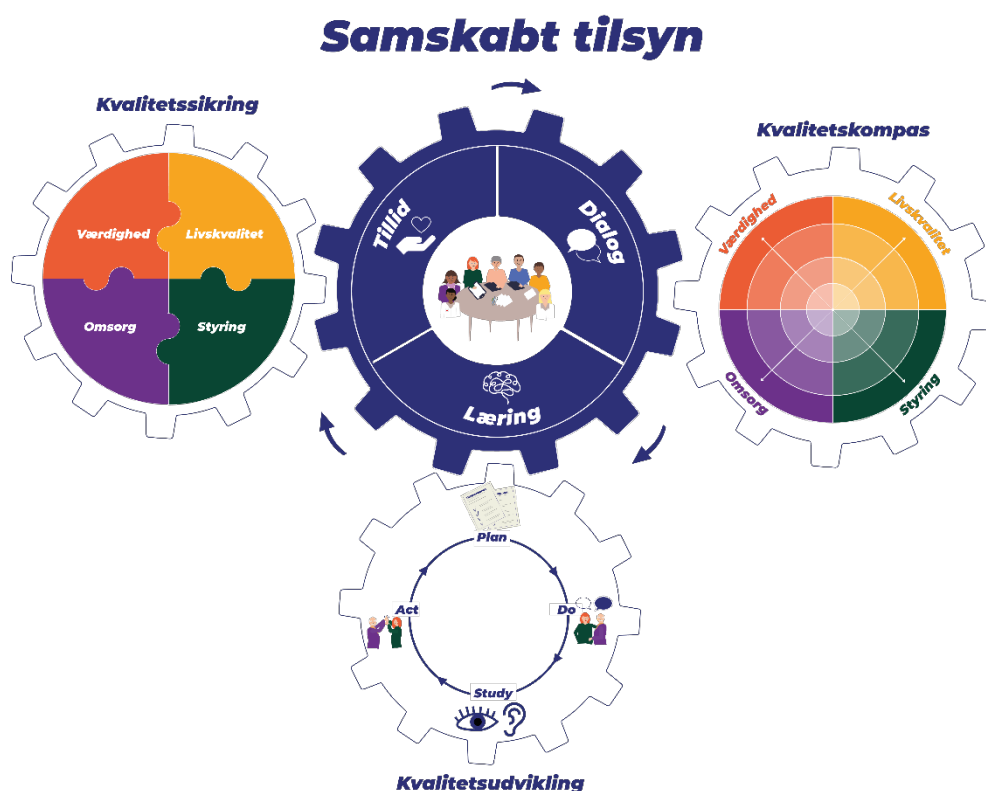 Samskabt tilsyn
Kvalitetssikring
Værdighed
Livskvalitet
Omsorg
Styring
Tillid
Dialog
Læring
Kvalitetskompas
Værdighed
Livskvalitet
Omsorg
Styring
Plan
Do
Study
Act
Kvalitetsudvikling